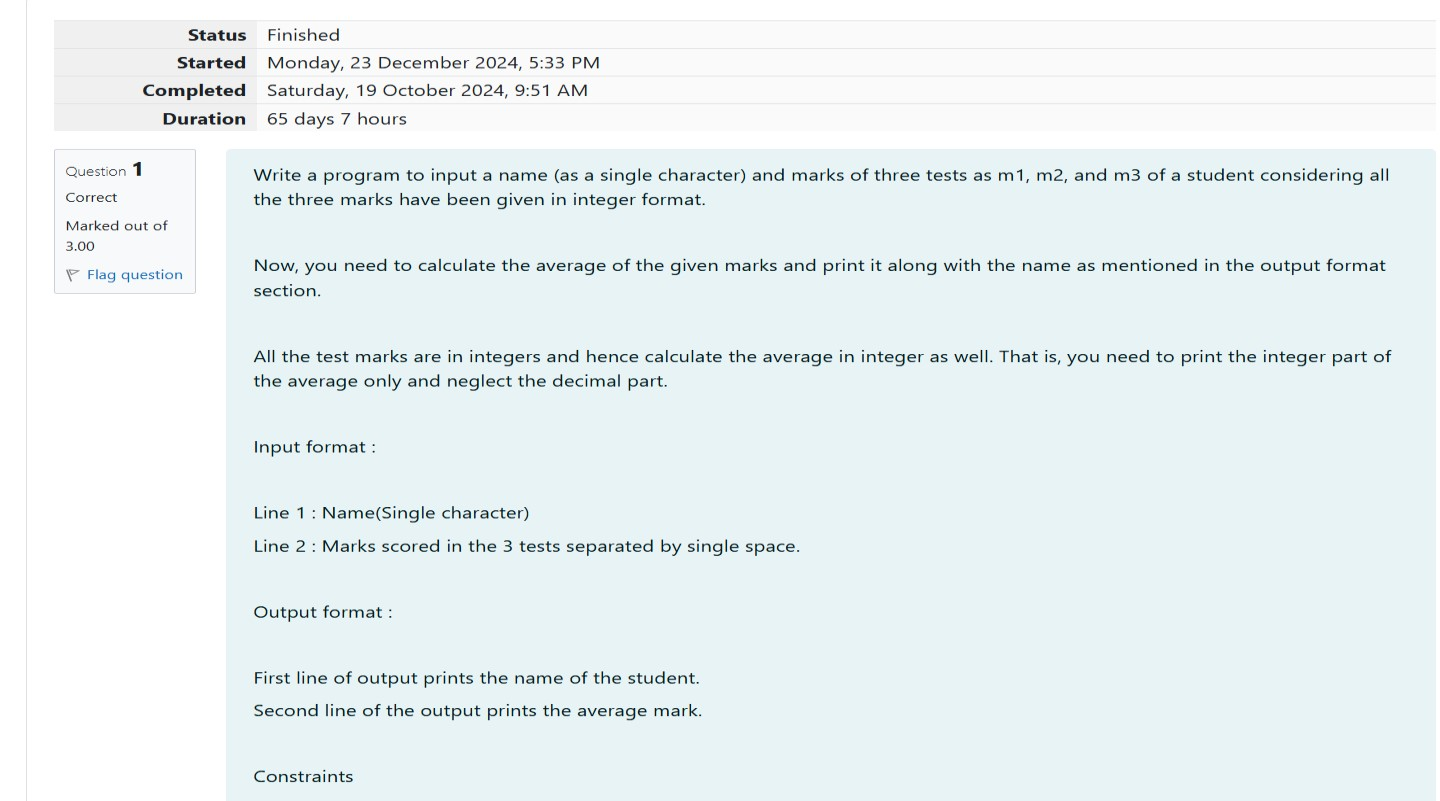 Status Finished
Started Monday, 23 December 2024, 5:33 PM
Completed Saturday, 19 October 2024, 9:51 AM
Duration 65 days 7 hours
Question 1
Correct
Marked out of
3.00
Flag question
Write a program to input a name (as a single character) and marks of three tests as m1, m2, and m3 of a student considering all
the three marks have been given in integer format.
Now, you need to calculate the average of the given marks and print it along with the name as mentioned in the output format
section.
All the test marks are in integers and hence calculate the average in integer as well. That is, you need to print the integer part of
the average only and neglect the decimal part.
Input format :
Line 1 : Name(Single character)
Line 2 : Marks scored in the 3 tests separated by single space.
Output format :
First line of output prints the name of the student.
Second line of the output prints the average mark.
Constraints